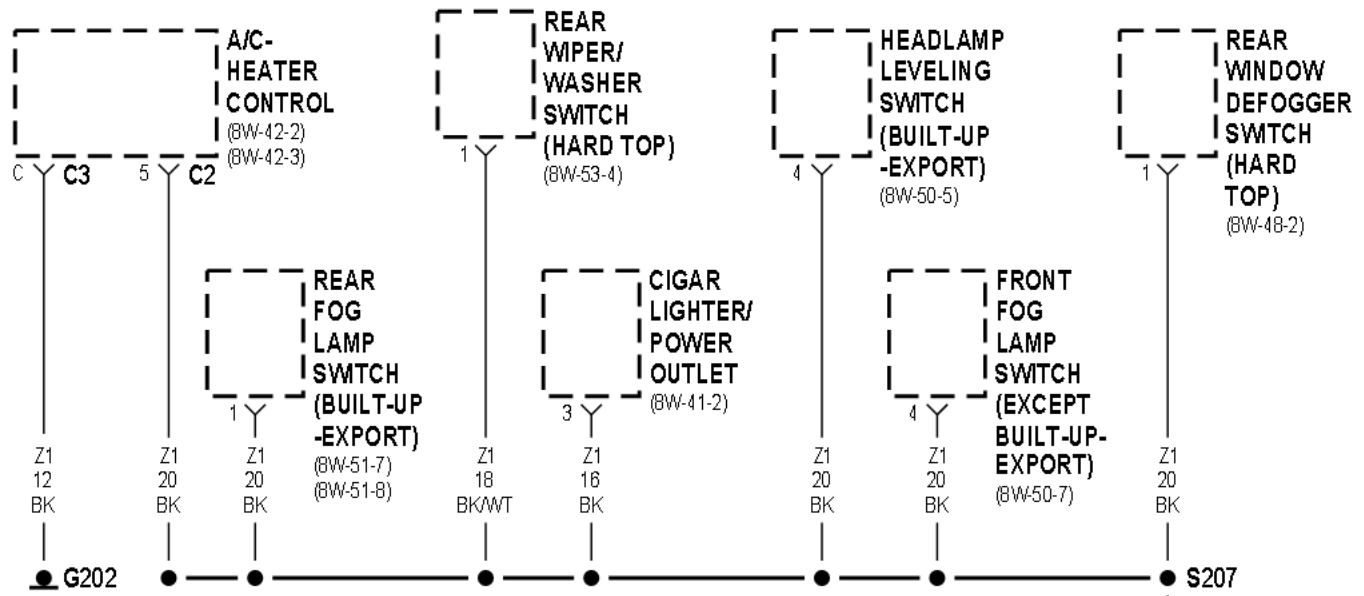 A/C-
HEATER
CONTROL
(8W-42-2)
(8W-42-3)
C
C3
5
C2
REAR
WIPER/
WASHER
SWITCH
(HARD TOP)
(8W-53-4)
1
HEADLAMP
LEVELING
SWITCH
(BUILT-UP
-EXPORT)
(8W-50-5)
4
REAR
WINDOW
DEFOGGER
SWITCH
(HARD
TOP)
(8W-48-2)
1
REAR
FOG
LAMP
SWITCH
(BUILT-UP
-EXPORT)
(8W-51-7)
(8W-51-8)
1
CIGAR
LIGHTER/
POWER
OUTLET
(8W-41-2)
3
FRONT
FOG
LAMP
SWITCH
(EXCEPT
BUILT-UP-
EXPORT)
(8W-50-7)
4
Z1
12
BK
Z1
20
BK
Z1
20
BK
Z1
18
BK/WT
Z1
16
BK
Z1
20
BK
Z1
20
BK
Z1
20
BK
G202
S207